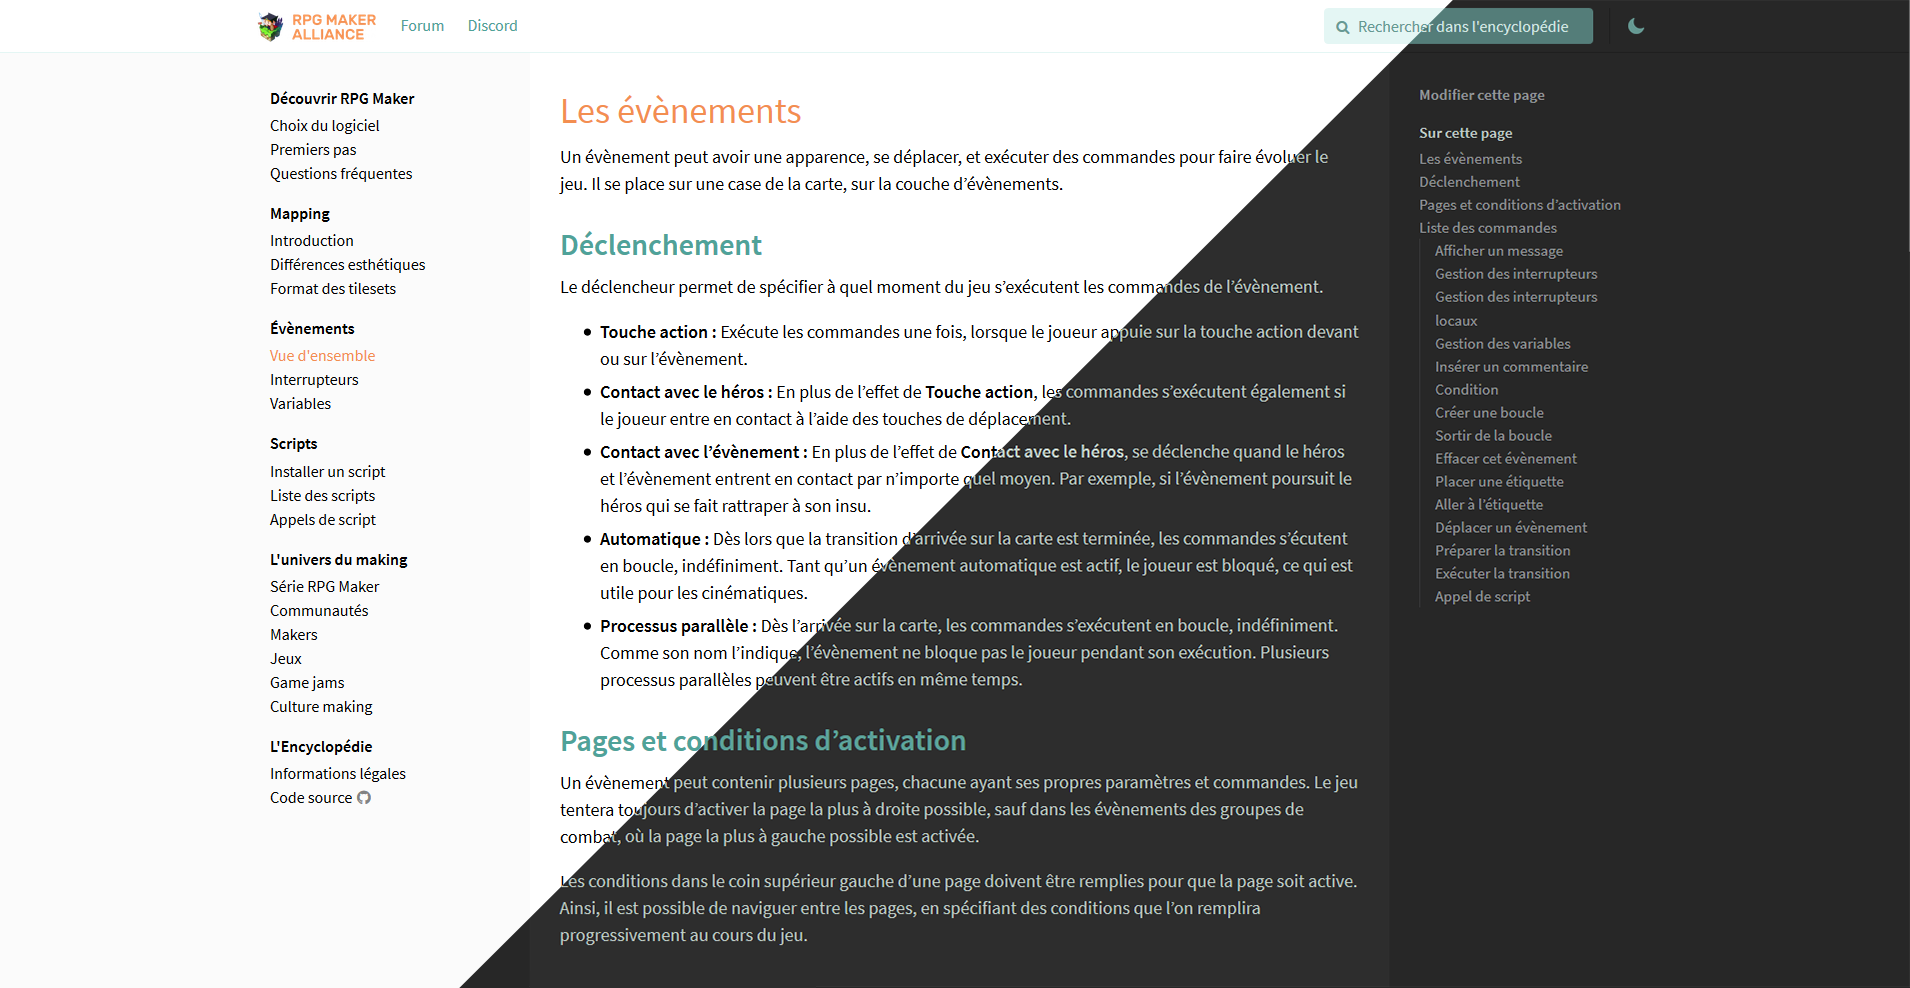 RPG MAKER
ALLIANCE
Forum
Discord
Rechercher dans l'encyclopédie
Découvrir RPG Maker
Choix du logiciel
Premiers pas
Questions fréquentes
Mapping
Introduction
Différences esthétiques
Format des tilesets
Évènements
Vue d'ensemble
Interrupteurs
Variables
Scripts
Installer un script
Liste des scripts
Appels de script
L'univers du making
Série RPG Maker
Communautés
Makers
Jeux
Game jams
Culture making
L'Encyclopédie
Informations légales
Code source
Les évènements
Un évènement peut avoir une apparence, se déplacer, et exécuter des commandes pour faire évoluer le
jeu. Il se place sur une case de la carte, sur la couche d’évènements.
Déclenchement
Le déclencheur permet de spécifier à quel moment du jeu s’exécutent les commandes de l’évènement.
• Touche action : Exécute les commandes une fois, lorsque le joueur appuie sur la touche action devant
ou sur l’évènement.
• Contact avec le héros : En plus de l’effet de Touche action, les commandes s’exécutent également si
le joueur entre en contact à l’aide des touches de déplacement.
• Contact avec l’évènement : En plus de l’effet de Contact avec le héros, se déclenche quand le héros
et l’évènement entrent en contact par n’importe quel moyen. Par exemple, si l’évènement poursuit le
héros qui se fait rattraper à son insu.
• Automatique : Dès lors que la transition d’arrivée sur la carte est terminée, les commandes s’écutent
en boucle, indéfiniment. Tant qu’un évènement automatique est actif, le joueur est bloqué, ce qui est
utile pour les cinématiques.
• Processus parallèle : Dès l’arrivée sur la carte, les commandes s’exécutent en boucle, indéfiniment.
Comme son nom l’indique, l’évènement ne bloque pas le joueur pendant son exécution. Plusieurs
processus parallèles peuvent être actifs en même temps.
Pages et conditions d’activation
Un évènement peut contenir plusieurs pages, chacune ayant ses propres paramètres et commandes. Le jeu
tentera toujours d’activer la page la plus à droite possible, sauf dans les évènements des groupes de
combat, où la page la plus à gauche possible est activée.
Les conditions dans le coin supérieur gauche d’une page doivent être remplies pour que la page soit active.
Ainsi, il est possible de naviguer entre les pages, en spécifiant des conditions que l’on remplira
progressivement au cours du jeu.
Modifier cette page
Sur cette page
Les évènements
Déclenchement
Pages et conditions d’activation
Liste des commandes
Afficher un message
Gestion des interrupteurs
Gestion des interrupteurs
locaux
Gestion des variables
Insérer un commentaire
Condition
Créer une boucle
Sortir de la boucle
Effacer cet évènement
Placer une étiquette
Aller à l’étiquette
Déplacer un évènement
Préparer la transition
Exécuter la transition
Appel de script